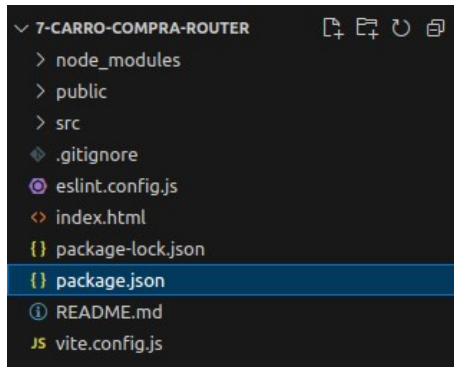 7-CARRO-COMPRA-ROUTER
node_modules
public
src
.gitignore
eslint.config.js
index.html
{} package-lock.json
{} package.json
README.md
JS vite.config.js